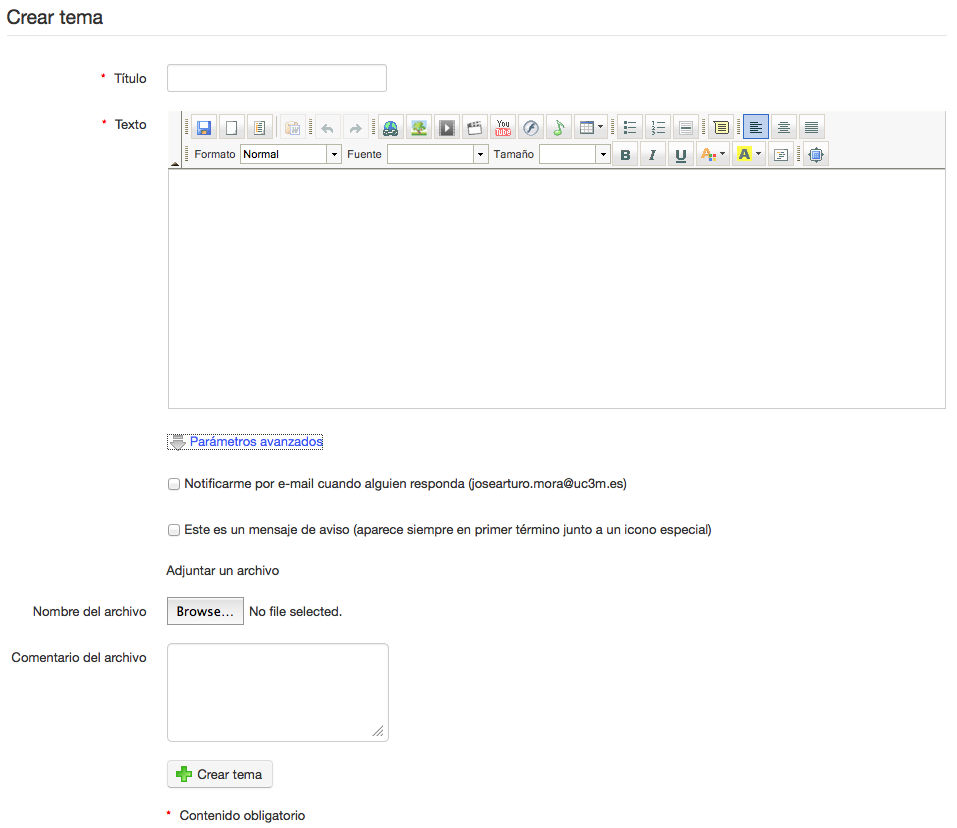 Crear tema
* Título
* Texto
You Tube
Formato Normal Fuente Tamaño B I U A A
Parámetros avanzados
Notificarme por e-mail cuando alguien responda (josearturo.mora@uc3m.es)
Este es un mensaje de aviso (aparece siempre en primer término junto a un icono especial)
Adjuntar un archivo
Nombre del archivo Browse... No file selected.
Comentario del archivo
Crear tema
* Contenido obligatorio